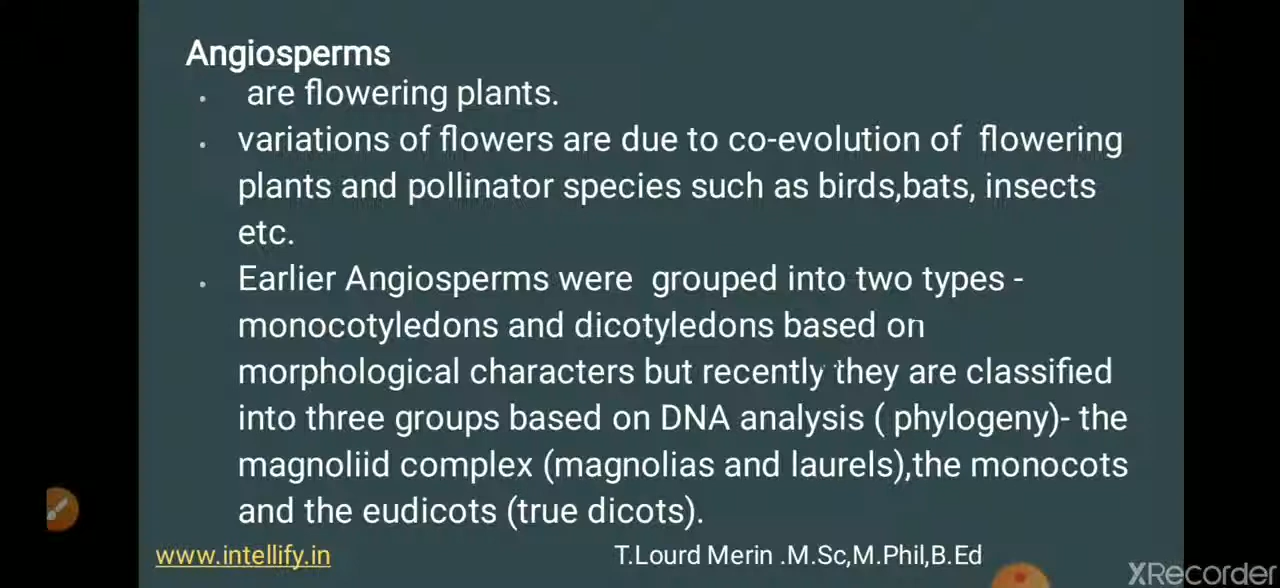 Angiosperms
• are flowering plants.
• variations of flowers are due to co-evolution of flowering
plants and pollinator species such as birds,bats, insects
etc.
• Earlier Angiosperms were grouped into two types -
monocotyledons and dicotyledons based on
morphological characters but recently they are classified
into three groups based on DNA analysis ( phylogeny)- the
magnoliid complex (magnolias and laurels),the monocots
and the eudicots (true dicots).
www.intellify.in
T.Lourd Merin .M.Sc,M.Phil,B.Ed
XRecorder